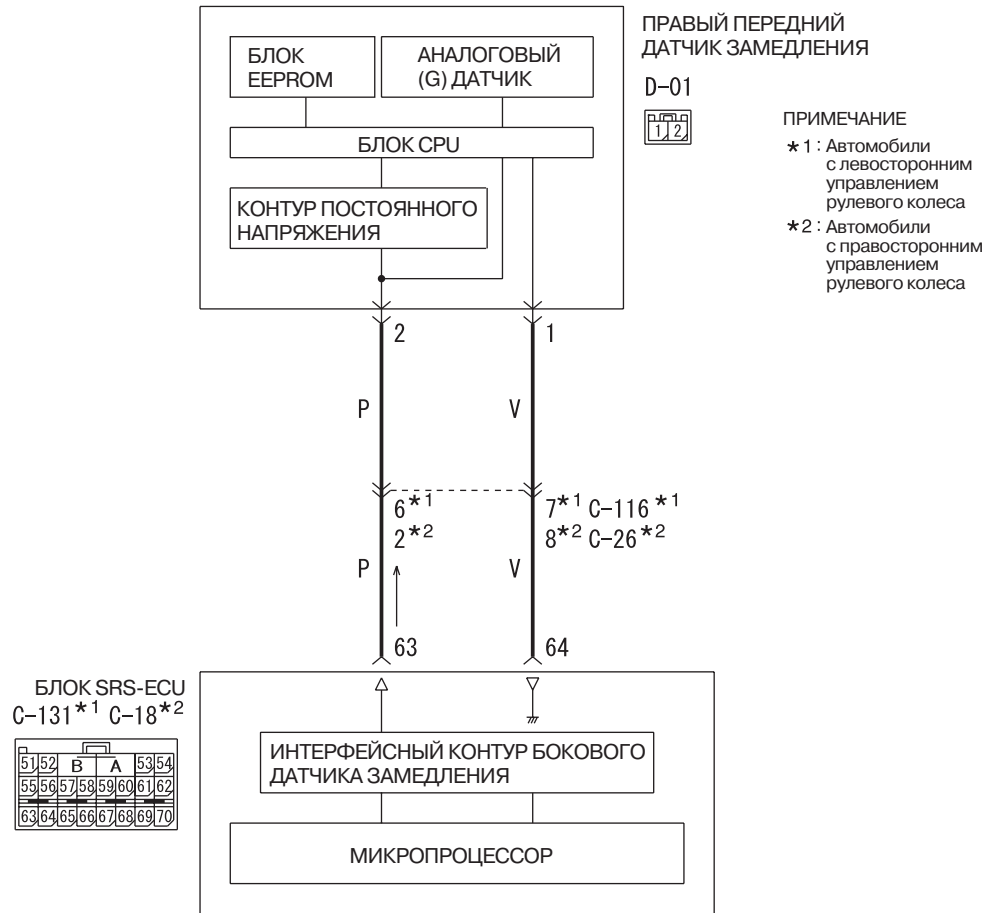 ПРАВЫЙ ПЕРЕДНИЙ
ДАТЧИК ЗАМЕДЛЕНИЯ
D-01
1 2
ПРИМЕЧАНИЕ
*1: Автомобили
с левосторонним
управлением
рулевого колеса
*2: Автомобили
с правосторонним
управлением
рулевого колеса
БЛОК
EEPROM
АНАЛОГОВЫЙ
(G) ДАТЧИК
БЛОК CPU
КОНТУР ПОСТОЯННОГО
НАПРЯЖЕНИЯ
2 1
P V
6*1 7*1 C-116*1
2*2 8*2 C-26*2
P V
63 64
БЛОК SRS-ECU
C-131*1 C-18*2
51 52 B A 53 54
55 56 57 58 59 60 61 62
63 64 65 66 67 68 69 70
ИНТЕРФЕЙСНЫЙ КОНТУР БОКОВОГО
ДАТЧИКА ЗАМЕДЛЕНИЯ
МИКРОПРОЦЕССОР